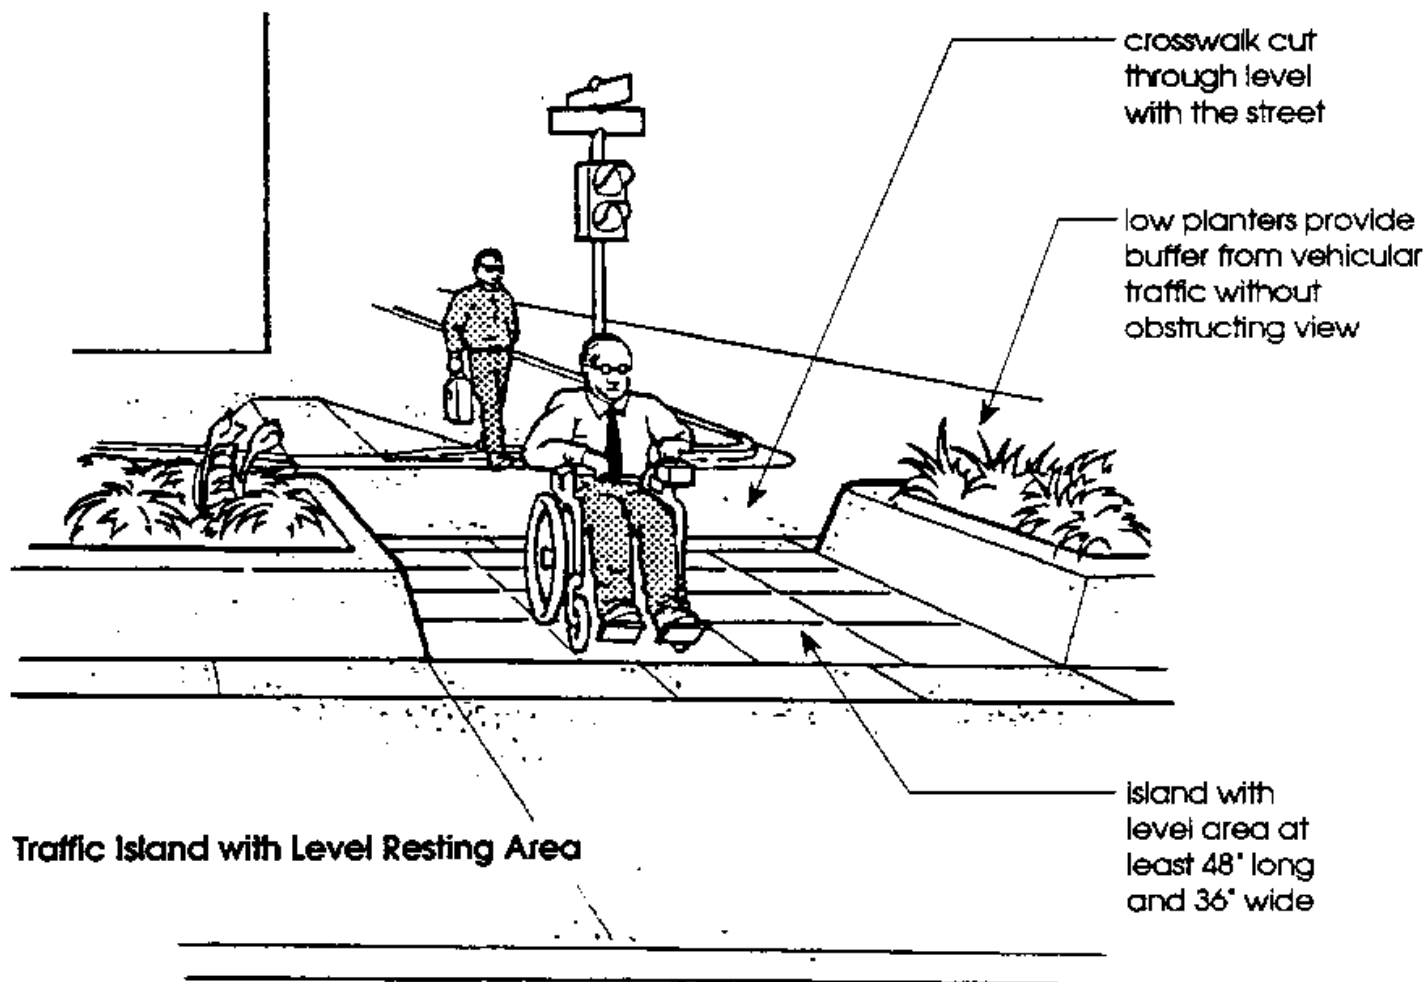 crosswalk cut
through level
with the street
low planters provide
buffer from vehicular
traffic without
obstructing view
island with
level area at
least 48" long
and 36" wide
Traffic Island with Level Resting Area